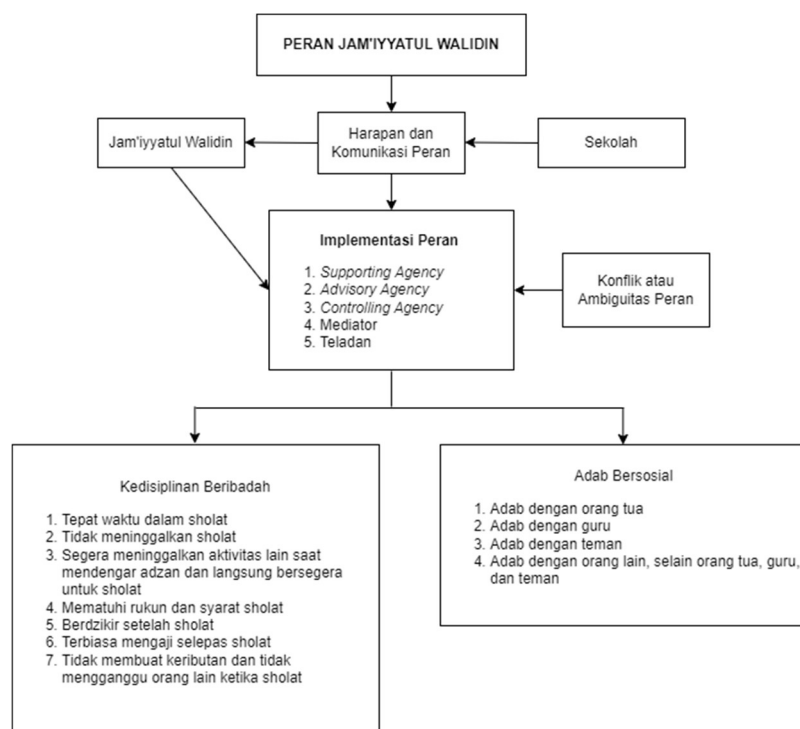 PERAN JAM'IYYATUL WALIDIN
Jam'iyyatul Walidin
Harapan dan
Komunikasi Peran
Sekolah
Implementasi Peran
1. Supporting Agency
2. Advisory Agency
3. Controlling Agency
4. Mediator
5. Teladan
Konflik atau
Ambiguitas Peran
Kedisiplinan Beribadah
1. Tepat waktu dalam sholat
2. Tidak meninggalkan sholat
3. Segera meninggalkan aktivitas lain saat
mendengar adzan dan langsung bersegera
untuk sholat
4. Mematuhi rukun dan syarat sholat
5. Berdzikir setelah sholat
6. Terbiasa mengaji selepas sholat
7. Tidak membuat keributan dan tidak
mengganggu orang lain ketika sholat
Adab Bersosial
1. Adab dengan orang tua
2. Adab dengan guru
3. Adab dengan teman
4. Adab dengan orang lain, selain orang tua, guru,
dan teman